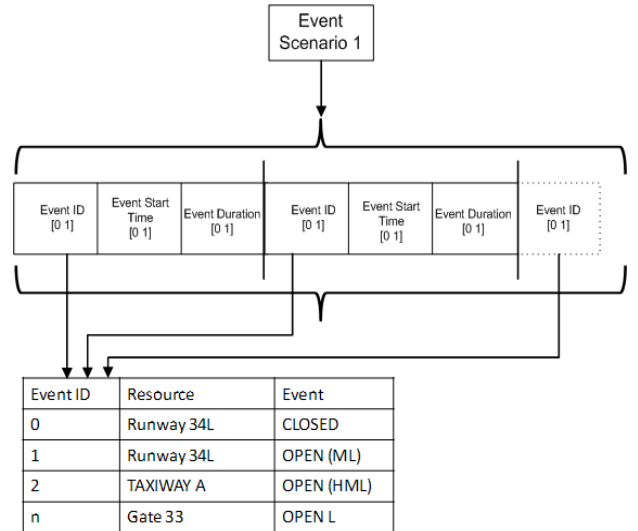 Event
Scenario 1
Event ID
[0 1]
Event Start
Time
[0 1]
Event Duration
[0 1]
Event ID
[0 1]
Event Start
Time
[0 1]
Event Duration
[0 1]
Event ID
[0 1]
Event ID Resource Event
0 Runway 34L CLOSED
1 Runway 34L OPEN (ML)
2 TAXIWAY A OPEN (HML)
n Gate 33 OPEN L